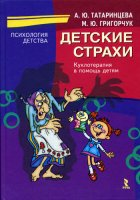 А. Ю. ТАТАРИНЦЕВА
М. Ю. ГРИГОРЧУК
ПСИХОЛОГИЯ
ДЕТСТВА
ДЕТСКИЕ
СТРАХИ
Куклотерапия
в помощь детям